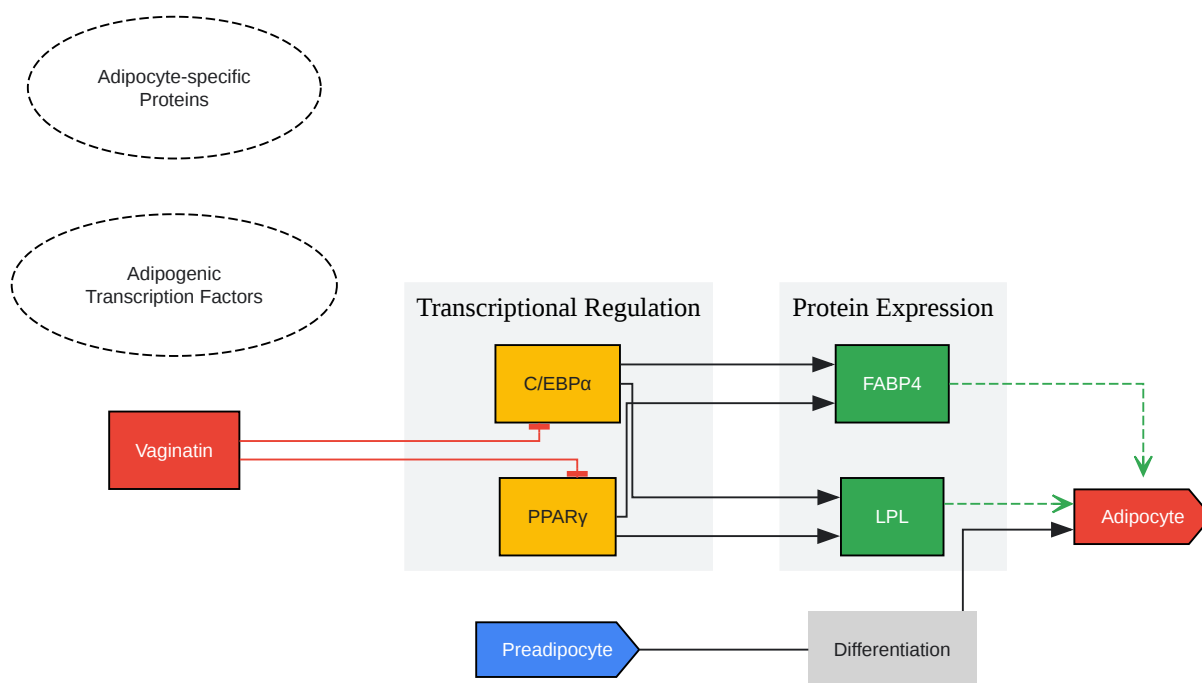 Adipocyte-specific
Proteins
Adipogenic
Transcription Factors
Transcriptional Regulation
Protein Expression
C/EBPα
FABP4
Vaginatin
PPARγ
LPL
Adipocyte
Preadipocyte
Differentiation